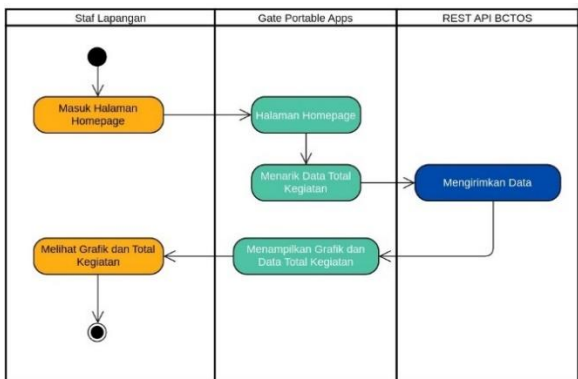 Staf Lapangan
Gate Portable Apps
REST API BCTOS
Masuk Halaman
Homepage
Halaman Homepage
Menarik Data Total
Kegiatan
Mengirimkan Data
Melihat Grafik dan Total
Kegiatan
Menampilkan Grafik dan
Data Total Kegiatan